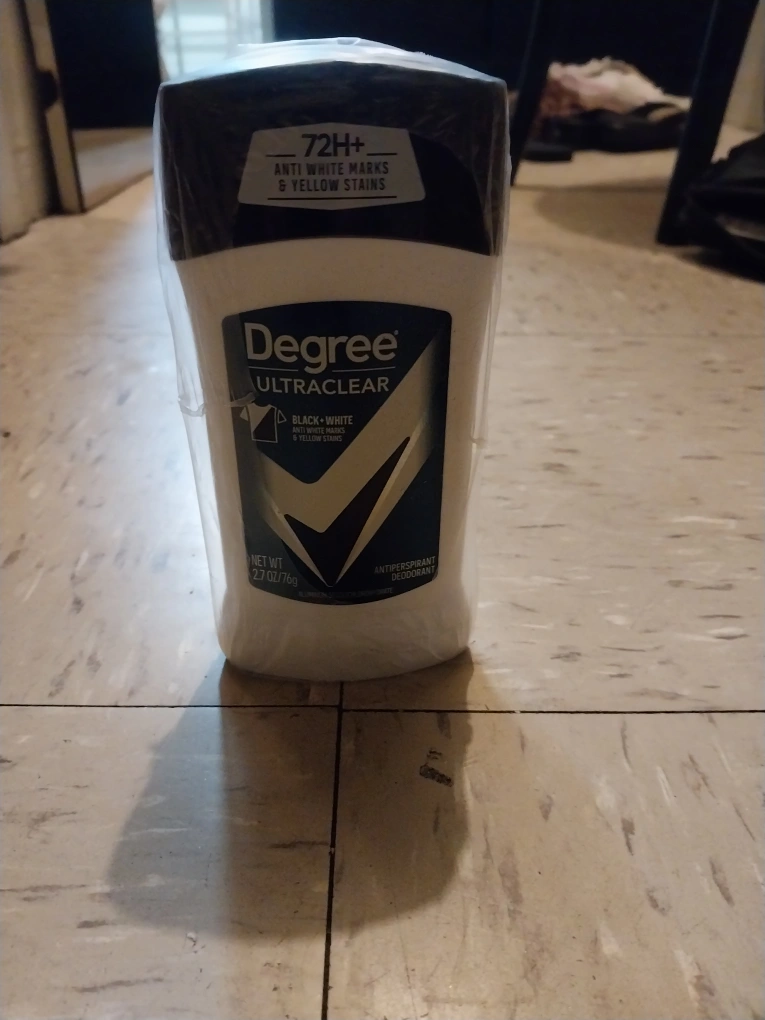 72H+
ANTI WHITE MARKS
& YELLOW STAINS
Degree®
ULTRACLEAR
BLACK+WHITE
ANTI WHITE MARKS
& YELLOW STAINS
NET WT
2.7 OZ/76g
ANTIPERSPIRANT
DEODORANT